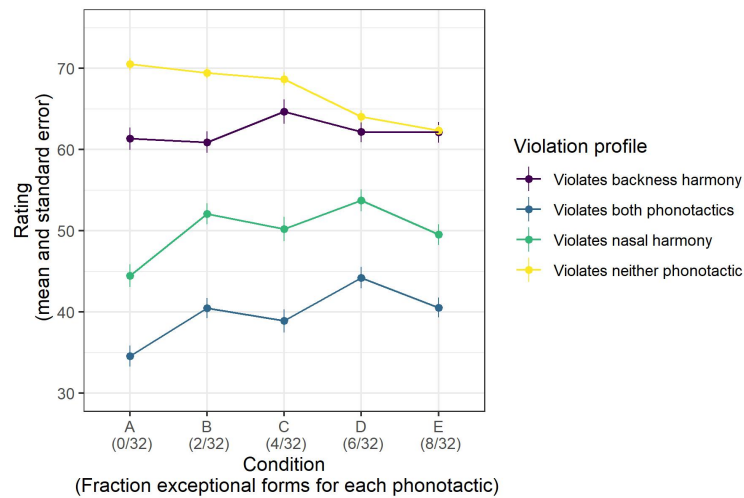 70
60
50
40
30
Rating
(mean and standard error)
A
(0/32)
B
(2/32)
C
(4/32)
D
(6/32)
E
(8/32)
Condition
(Fraction exceptional forms for each phonotactic)
Violation profile
Violates backness harmony
Violates both phonotactics
Violates nasal harmony
Violates neither phonotactic